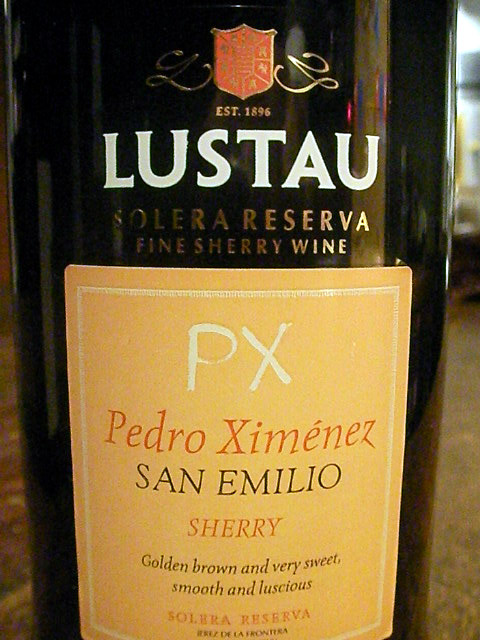 EST. 1896
LUSTAU
SOLERA RESERVA
FINE SHERRY WINE
PX
Pedro Ximénez
SAN EMILIO
SHERRY
Golden brown and very sweet,
smooth and luscious
SOLERA RESERVA
JEREZ DE LA FRONTERA